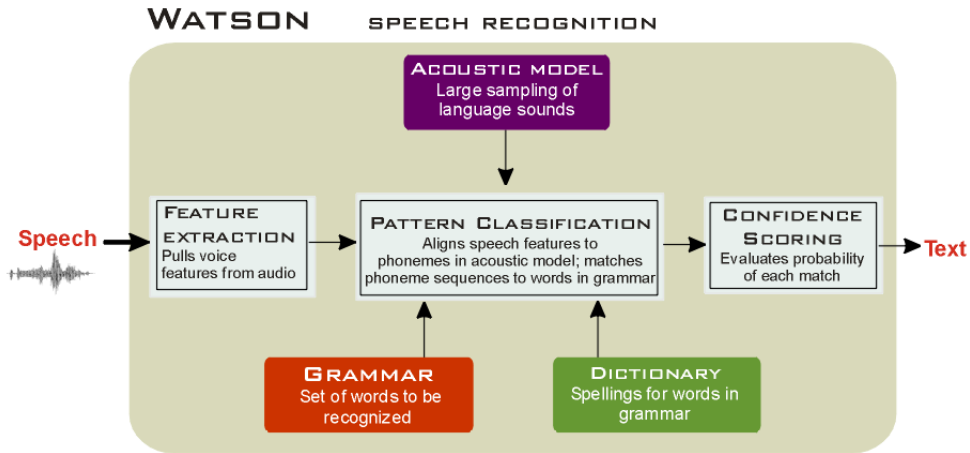 WATSON SPEECH RECOGNITION
ACOUSTIC MODEL
Large sampling of
language sounds
Speech
FEATURE
EXTRACTION
Pulls voice
features from audio
PATTERN CLASSIFICATION
Aligns speech features to
phonemes in acoustic model; matches
phoneme sequences to words in grammar
CONFIDENCE
SCORING
Evaluates probability
of each match
Text
GRAMMAR
Set of words to be
recognized
DICTIONARY
Spellings for words in
grammar